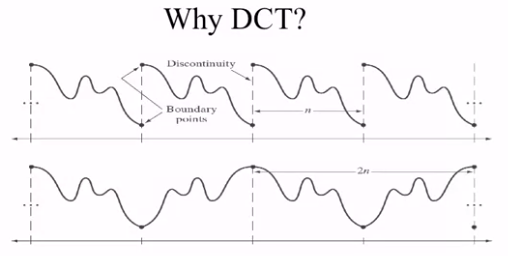 Why DCT?
Discontinuity
Boundary
points
n
...
...
2n
...
...